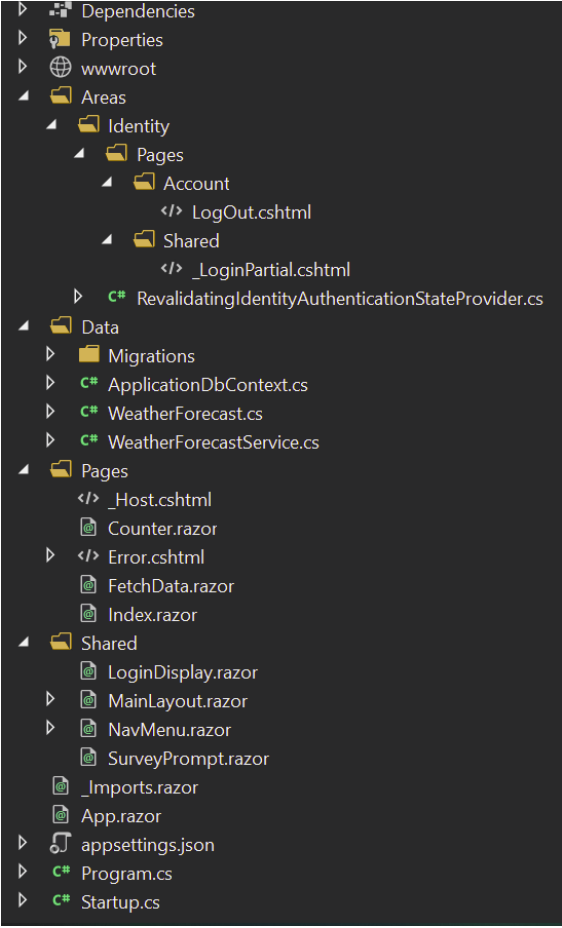 Dependencies
Properties
wwwroot
Areas
Identity
Pages
Account
LogOut.cshtml
Shared
_LoginPartial.cshtml
C# RevalidatingIdentityAuthenticationStateProvider.cs
Data
Migrations
C# ApplicationDbContext.cs
C# WeatherForecast.cs
C# WeatherForecastService.cs
Pages
_Host.cshtml
Counter.razor
Error.cshtml
FetchData.razor
Index.razor
Shared
LoginDisplay.razor
MainLayout.razor
NavMenu.razor
SurveyPrompt.razor
_Imports.razor
App.razor
appsettings.json
C# Program.cs
C# Startup.cs